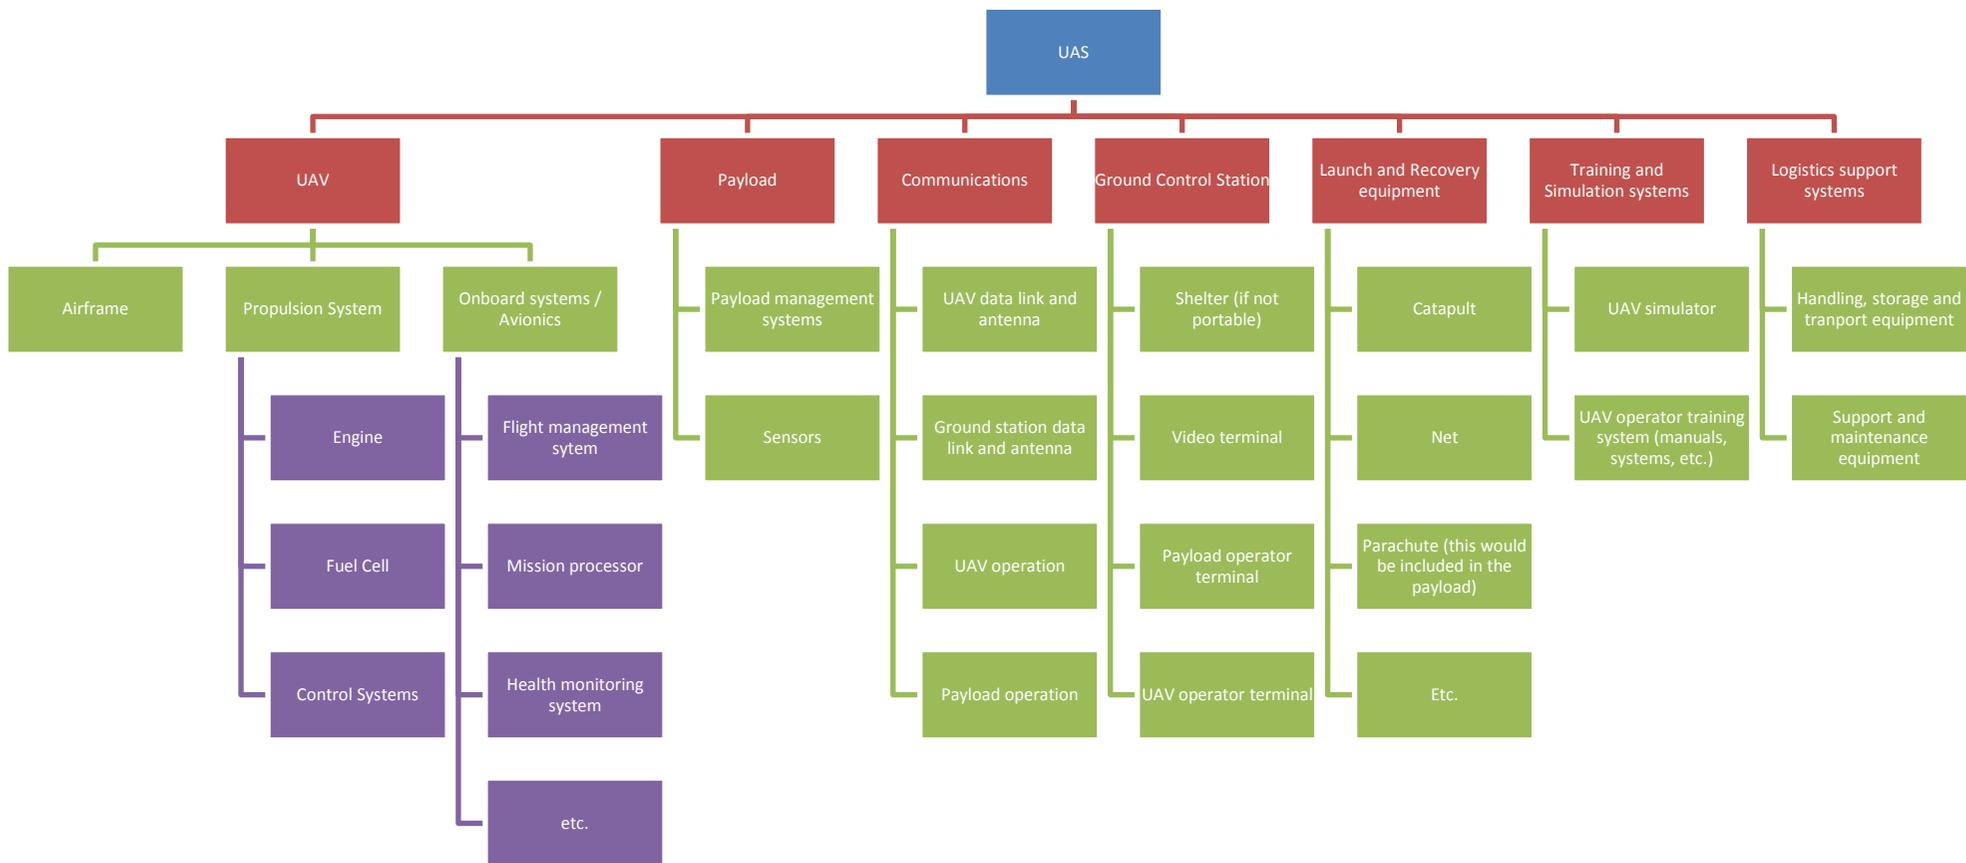 UAS
UAV
Payload
Communications
Ground Control Station
Launch and Recovery
equipment
Training and
Simulation systems
Logistics support
systems
Airframe
Propulsion System
Onboard systems /
Avionics
Payload management
systems
UAV data link and
antenna
Shelter (if not
portable)
Catapult
UAV simulator
Handling, storage and
tranport equipment
Engine
Flight management
sytem
Sensors
Ground station data
link and antenna
Video terminal
Net
UAV operator training
system (manuals,
systems, etc.)
Support and
maintenance
equipment
Fuel Cell
Mission processor
UAV operation
Payload operator
terminal
Parachute (this would
be included in the
payload)
Control Systems
Health monitoring
system
Payload operation
UAV operator terminal
Etc.
etc.